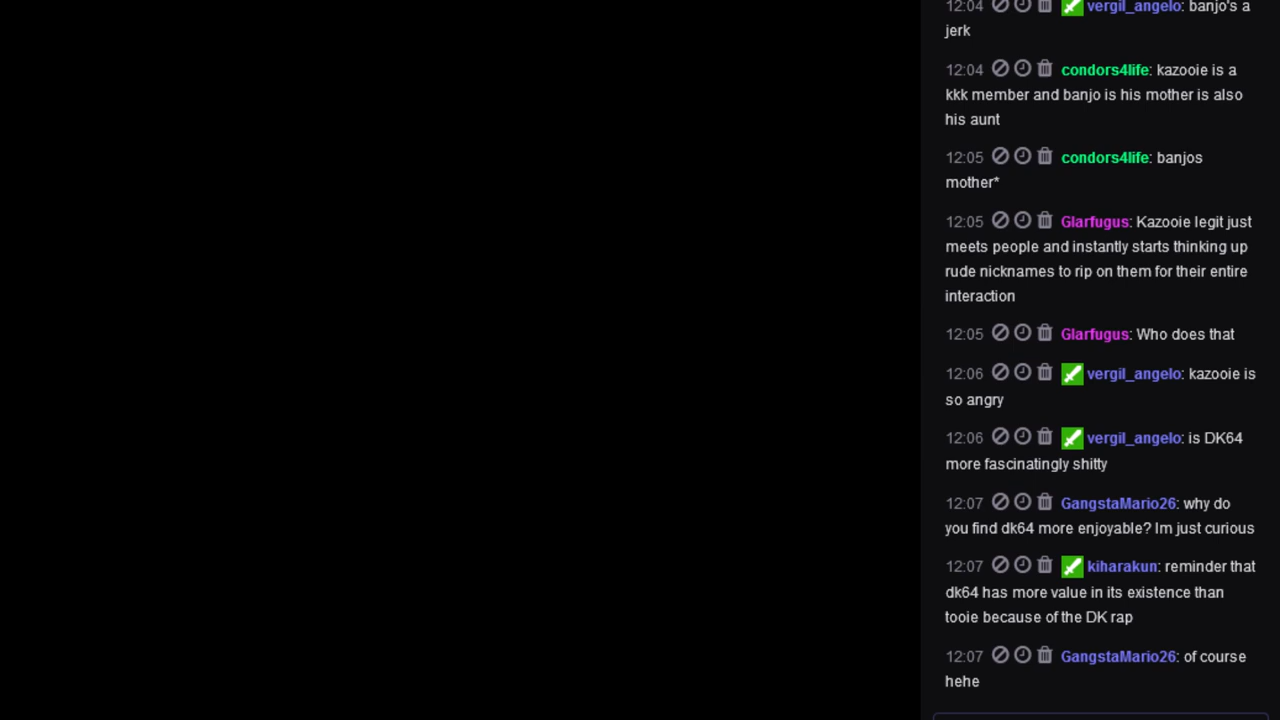 12:04 vergil_angelo: banjo's a
jerk
12:04 condors4life: kazooie is a
kkk member and banjo is his mother is also
his aunt
12:05 condors4life: banjos
mother*
12:05 Glarfugus: Kazooie legit just
meets people and instantly starts thinking up
rude nicknames to rip on them for their entire
interaction
12:05 Glarfugus: Who does that
12:06 vergil_angelo: kazooie is
so angry
12:06 vergil_angelo: is DK64
more fascinatingly shitty
12:07 GangstaMario26: why do
you find dk64 more enjoyable? Im just curious
12:07 kiharakun: reminder that
dk64 has more value in its existence than
tooie because of the DK rap
12:07 GangstaMario26: of course
hehe